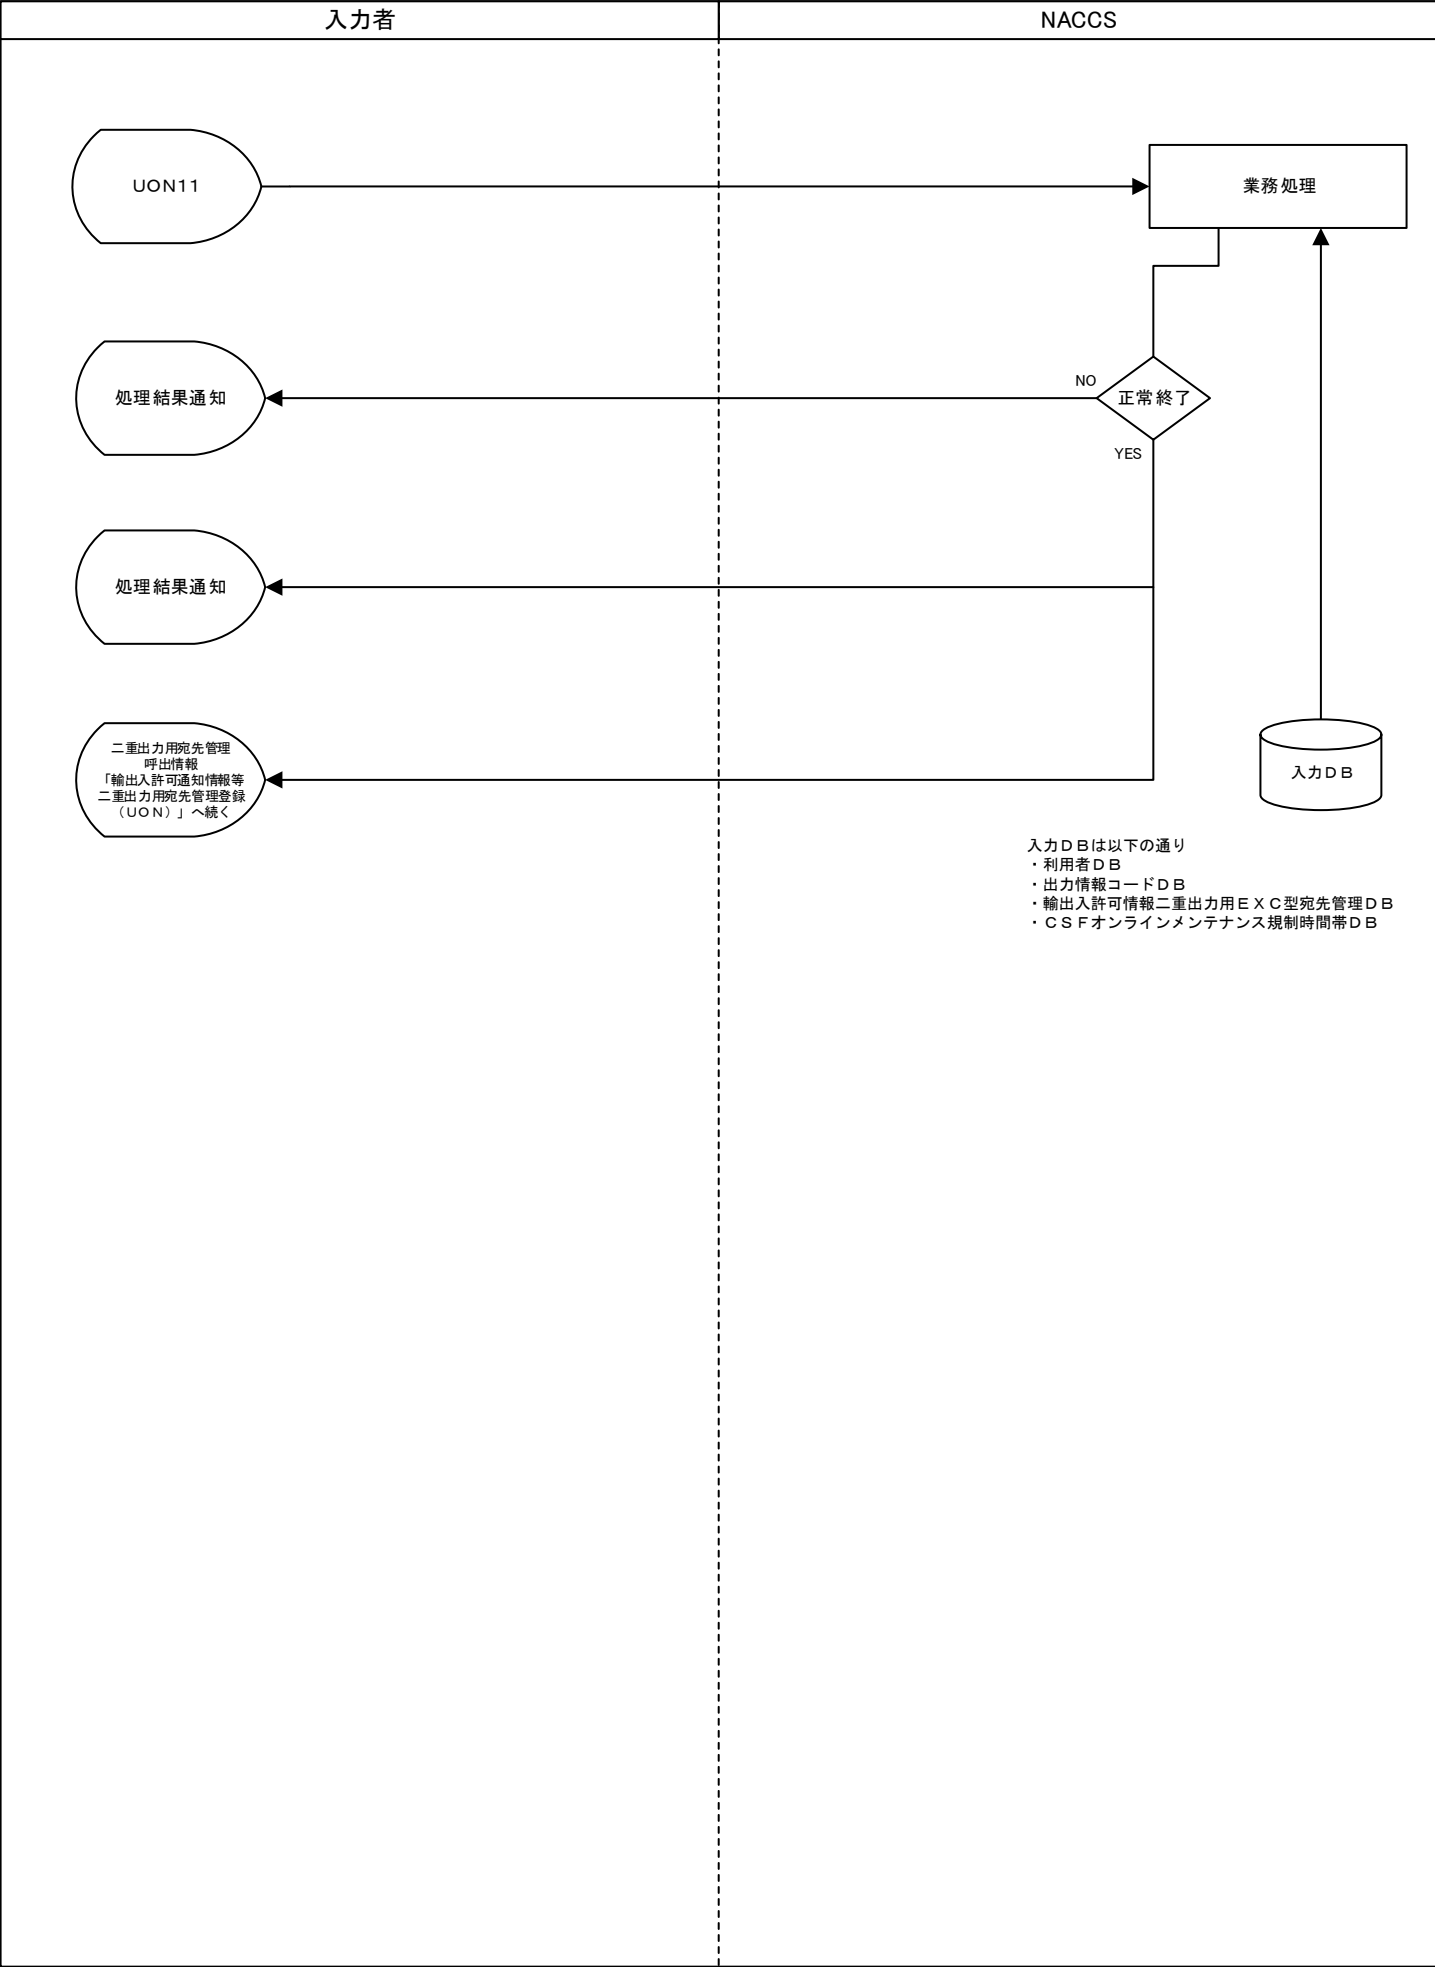 入力者
NACCS
UON11
業務処理
処理結果通知
NO
正常終了
YES
処理結果通知
二重出力用宛先管理
呼出情報
「輸出入許可通知情報等
二重出力用宛先管理登録
（ＵＯＮ）」へ続く
入力ＤＢ
入力ＤＢは以下の通り
・利用者ＤＢ
・出力情報コードＤＢ
・輸出入許可情報二重出力用ＥＸＣ型宛先管理ＤＢ
・ＣＳＦオンラインメンテナンス規制時間帯ＤＢ